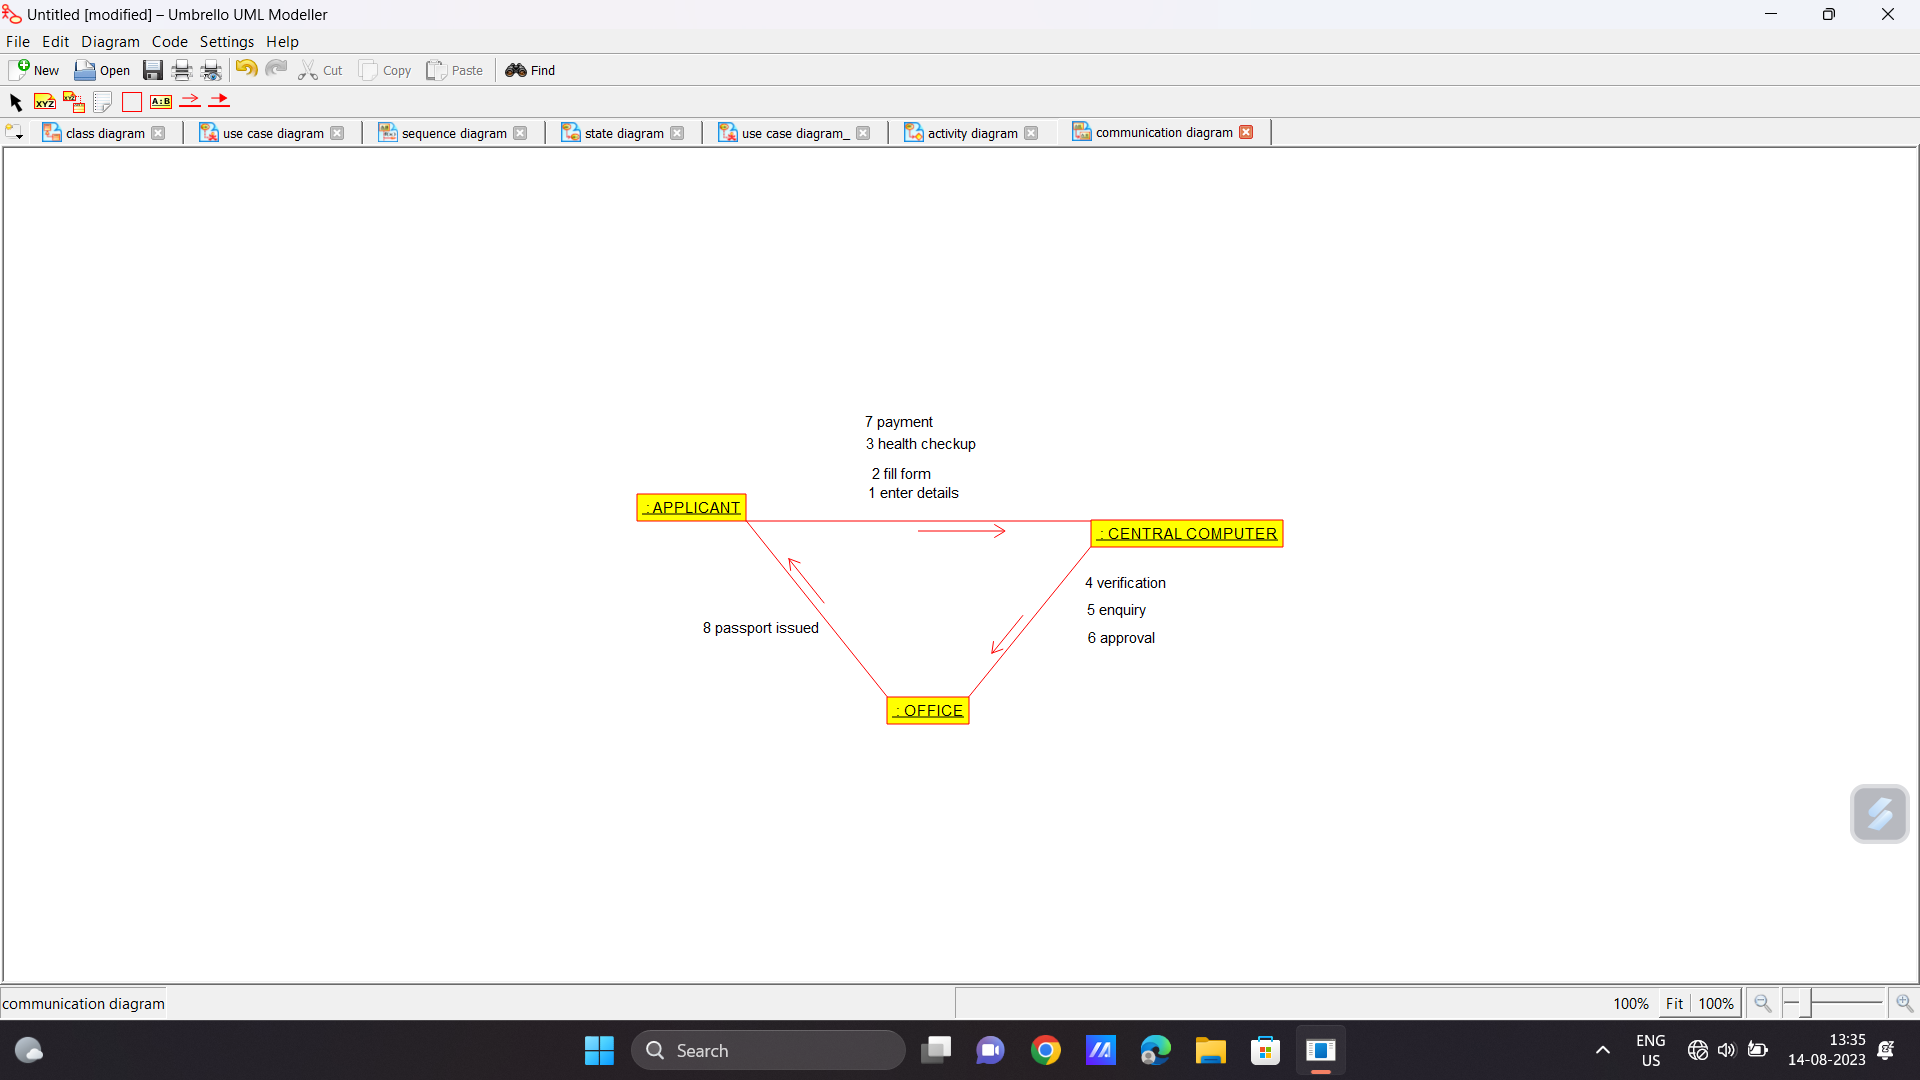 Untitled [modified] – Umbrello UML Modeller
File Edit Diagram Code Settings Help
New Open Cut Copy Paste Find
XYZ A:B
class diagram use case diagram sequence diagram state diagram use case diagram_ activity diagram communication diagram
7 payment
3 health checkup
2 fill form
1 enter details
: APPLICANT
: CENTRAL COMPUTER
4 verification
5 enquiry
6 approval
8 passport issued
: OFFICE
communication diagram
100% Fit 100%
Search
ENG
US
13:35
14-08-2023